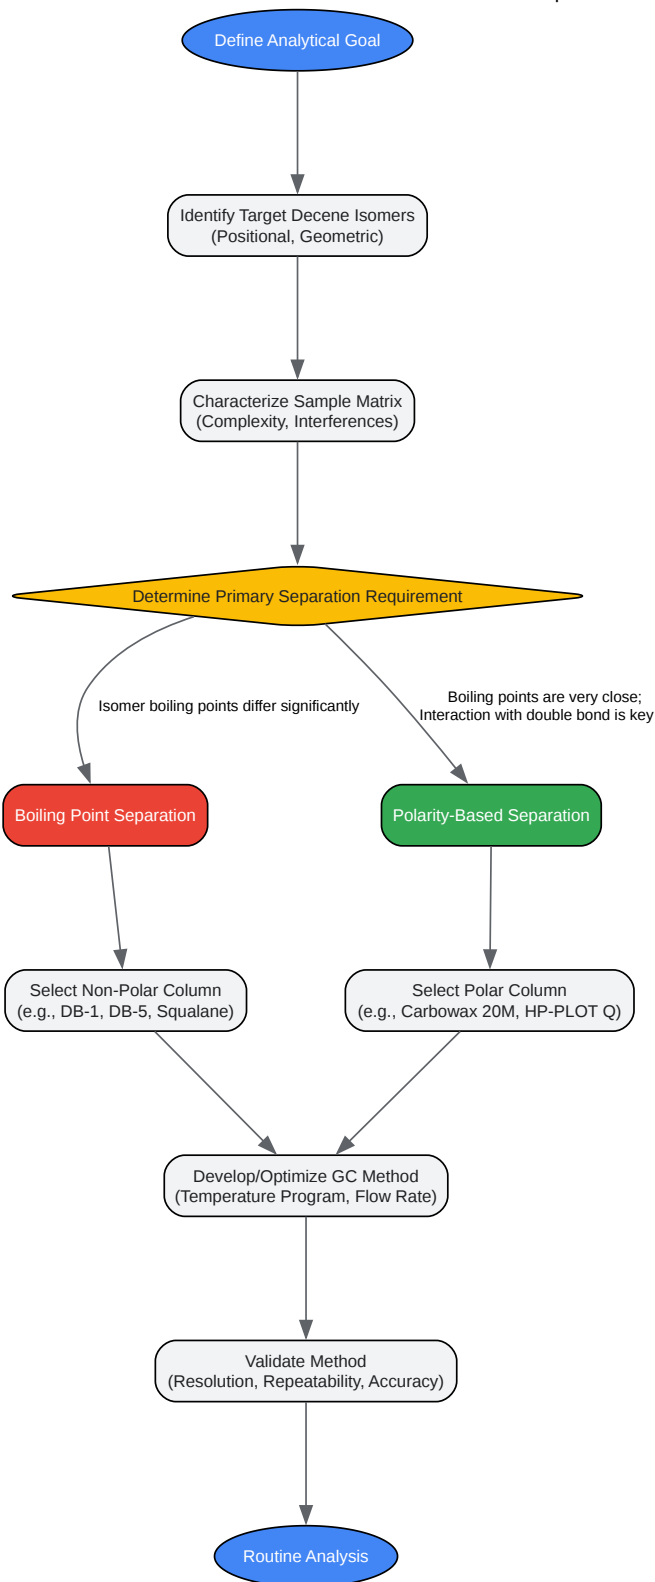 Define Analytical Goal
Identify Target Decene Isomers
(Positional, Geometric)
Characterize Sample Matrix
(Complexity, Interferences)
Determine Primary Separation Requirement
Isomer boiling points differ significantly
Boiling points are very close;
Interaction with double bond is key
Boiling Point Separation
Polarity-Based Separation
Select Non-Polar Column
(e.g., DB-1, DB-5, Squalane)
Select Polar Column
(e.g., Carbowax 20M, HP-PLOT Q)
Develop/Optimize GC Method
(Temperature Program, Flow Rate)
Validate Method
(Resolution, Repeatability, Accuracy)
Routine Analysis